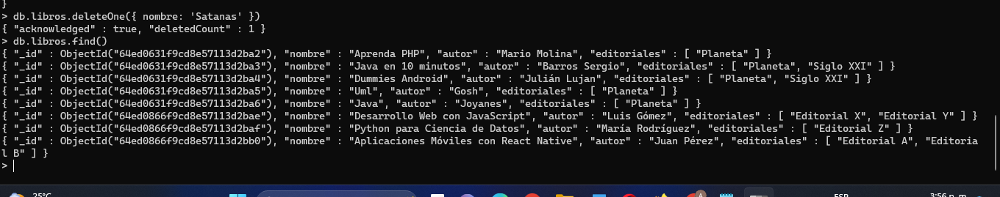 }
> db.libros.deleteOne({ nombre: 'Satanas' })
{ "acknowledged" : true, "deletedCount" : 1 }
> db.libros.find()
{ "_id" : ObjectId("64ed0631f9cd8e57113d2ba2"), "nombre" : "Aprenda PHP", "autor" : "Mario Molina", "editoriales" : [ "Planeta" ] }
{ "_id" : ObjectId("64ed0631f9cd8e57113d2ba3"), "nombre" : "Java en 10 minutos", "autor" : "Barros Sergio", "editoriales" : [ "Planeta", "Siglo XXI" ] }
{ "_id" : ObjectId("64ed0631f9cd8e57113d2ba4"), "nombre" : "Dummies Android", "autor" : "Julián Lujan", "editoriales" : [ "Planeta", "Siglo XXI" ] }
{ "_id" : ObjectId("64ed0631f9cd8e57113d2ba5"), "nombre" : "Uml", "autor" : "Gosh", "editoriales" : [ "Planeta" ] }
{ "_id" : ObjectId("64ed0631f9cd8e57113d2ba6"), "nombre" : "Java", "autor" : "Joyanes", "editoriales" : [ "Planeta" ] }
{ "_id" : ObjectId("64ed0866f9cd8e57113d2bae"), "nombre" : "Desarrollo Web con JavaScript", "autor" : "Luis Gómez", "editoriales" : [ "Editorial X", "Editorial Y" ] }
{ "_id" : ObjectId("64ed0866f9cd8e57113d2baf"), "nombre" : "Python para Ciencia de Datos", "autor" : "María Rodríguez", "editoriales" : [ "Editorial Z" ] }
{ "_id" : ObjectId("64ed0866f9cd8e57113d2bb0"), "nombre" : "Aplicaciones Móviles con React Native", "autor" : "Juan Pérez", "editoriales" : [ "Editorial A", "Editoria
l B" ] }
>
25°C
A
ESP
3:56 p. m.